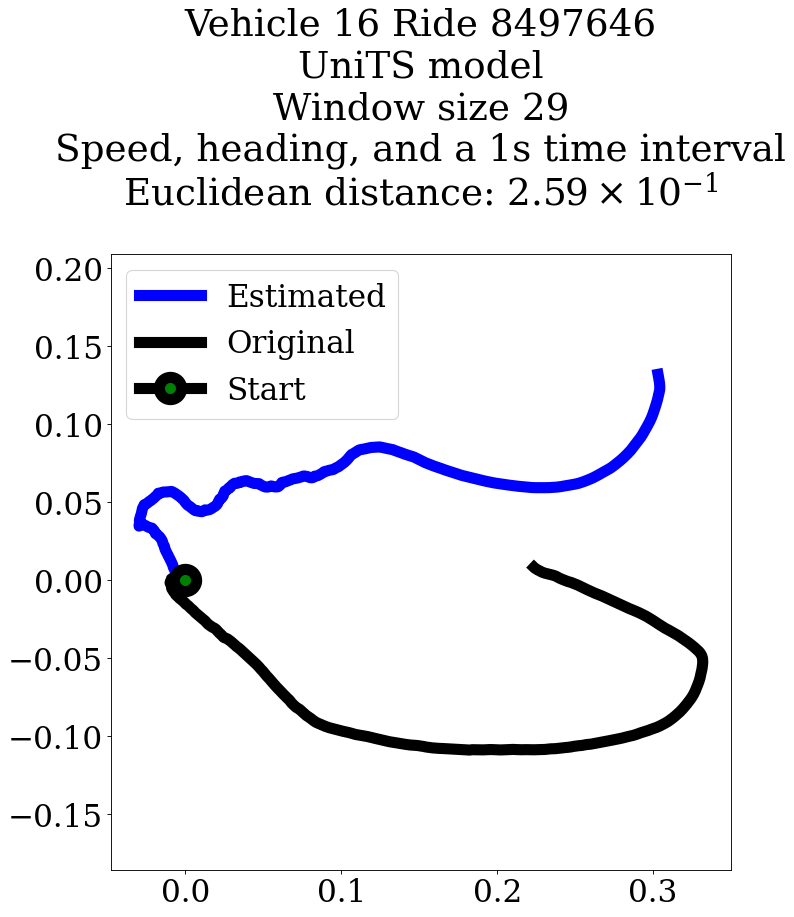 Vehicle 16 Ride 8497646
UniTS model
Window size 29
Speed, heading, and a 1s time interval
Euclidean distance: 2.59 × 10⁻¹
Estimated
Original
Start
0.20
0.15
0.10
0.05
0.00
−0.05
−0.10
−0.15
0.0 0.1 0.2 0.3